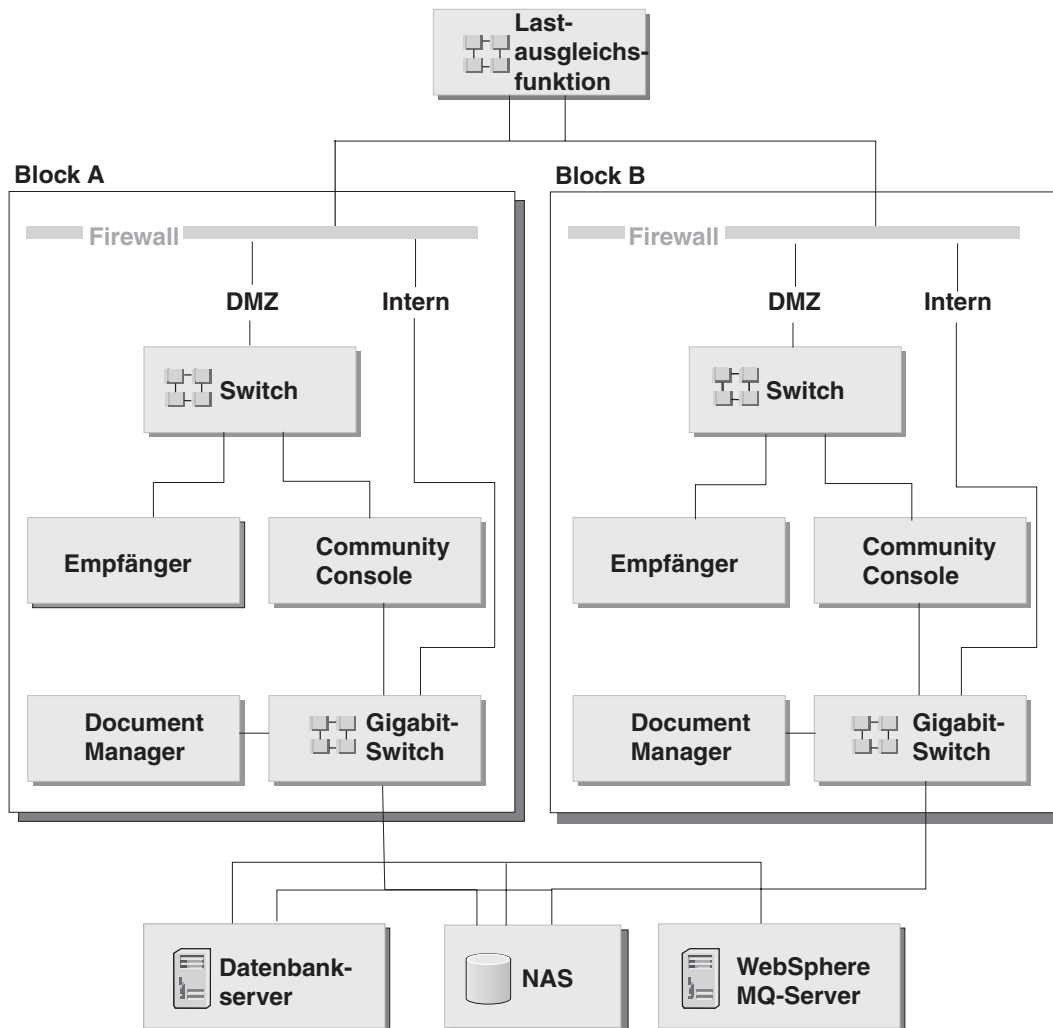 Last-
ausgleichs-
funktion
Block A
Block B
Firewall
Firewall
DMZ
Intern
DMZ
Intern
Switch
Switch
Empfänger
Community
Console
Empfänger
Community
Console
Document
Manager
Gigabit-
Switch
Document
Manager
Gigabit-
Switch
Datenbank-
server
NAS
WebSphere
MQ-Server